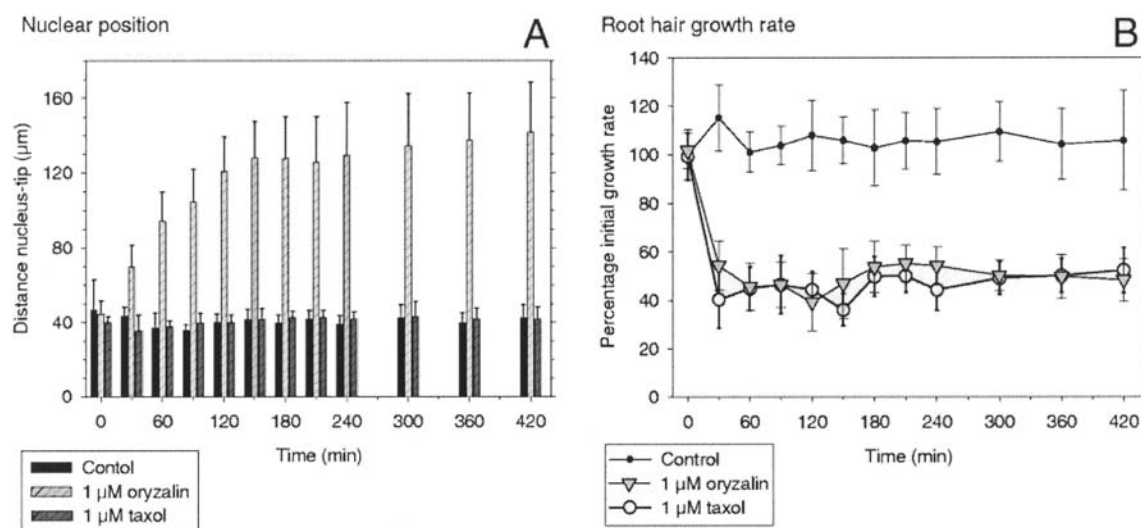 Nuclear position
A
Distance nucleus-tip (μm)
160
120
80
40
0
0 60 120 180 240 300 360 420
Time (min)
Contol
1 μM oryzalin
1 μM taxol
Root hair growth rate
B
Percentage initial growth rate
140
120
100
80
60
40
20
0
0 60 120 180 240 300 360 420
Time (min)
Control
1 μM oryzalin
1 μM taxol